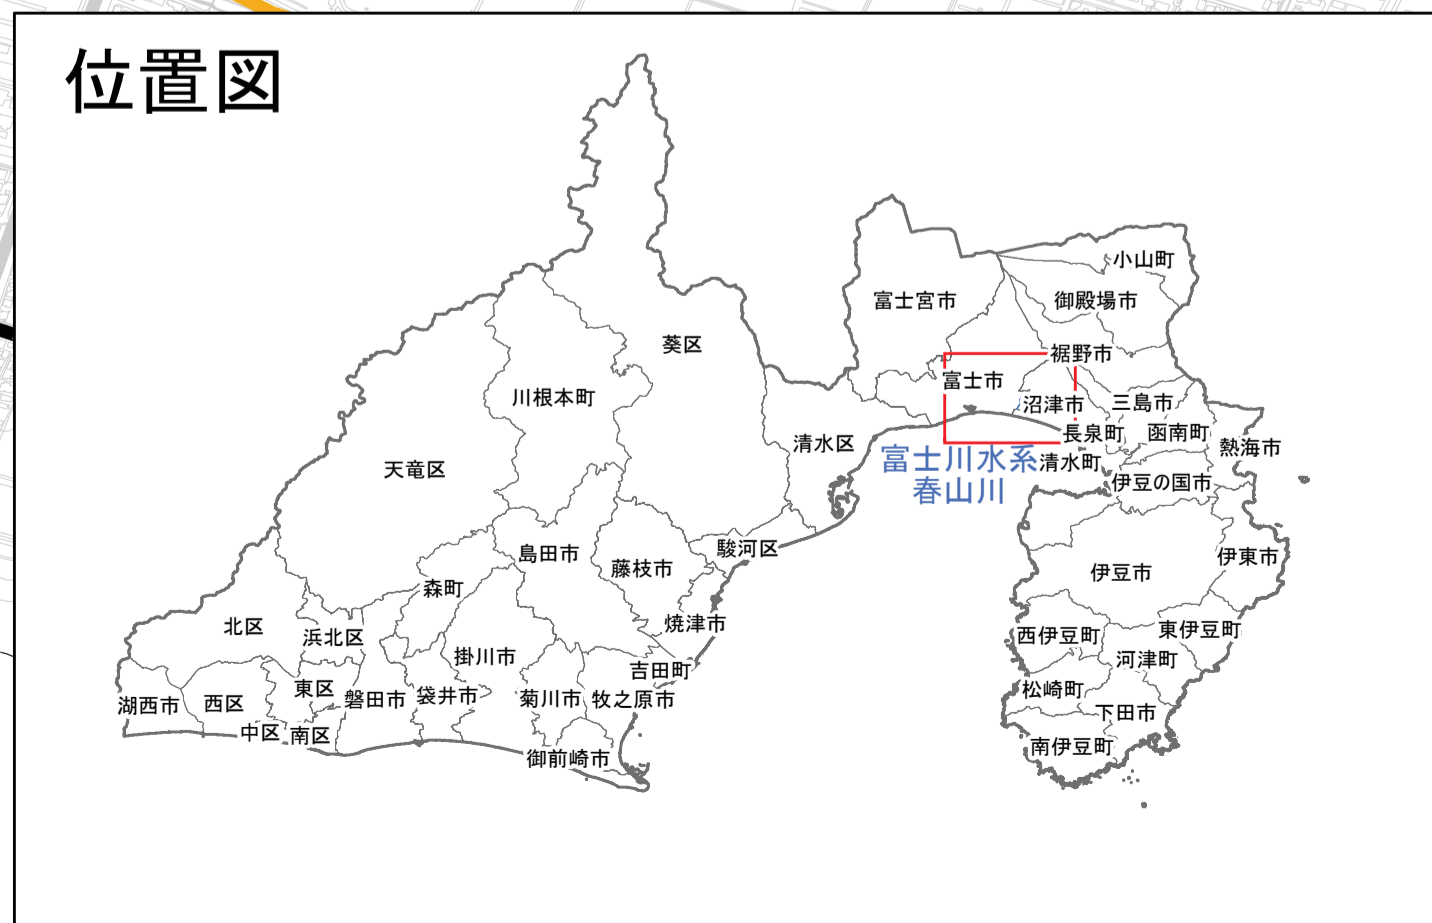 位置図
小山町
富士宮市
御殿場市
葵区
裾野市
富士市
川根本町
沼津市
三島市
長泉町
函南町
清水区
熱海市
富士川水系
春山川
清水町
天竜区
伊豆の国市
駿河区
島田市
伊東市
藤枝市
伊豆市
森町
焼津市
北区
浜北区
西伊豆町
東伊豆町
掛川市
河津町
吉田町
東区
松崎町
湖西市
西区
磐田市
袋井市
菊川市
牧之原市
下田市
中区
南区
南伊豆町
御前崎市